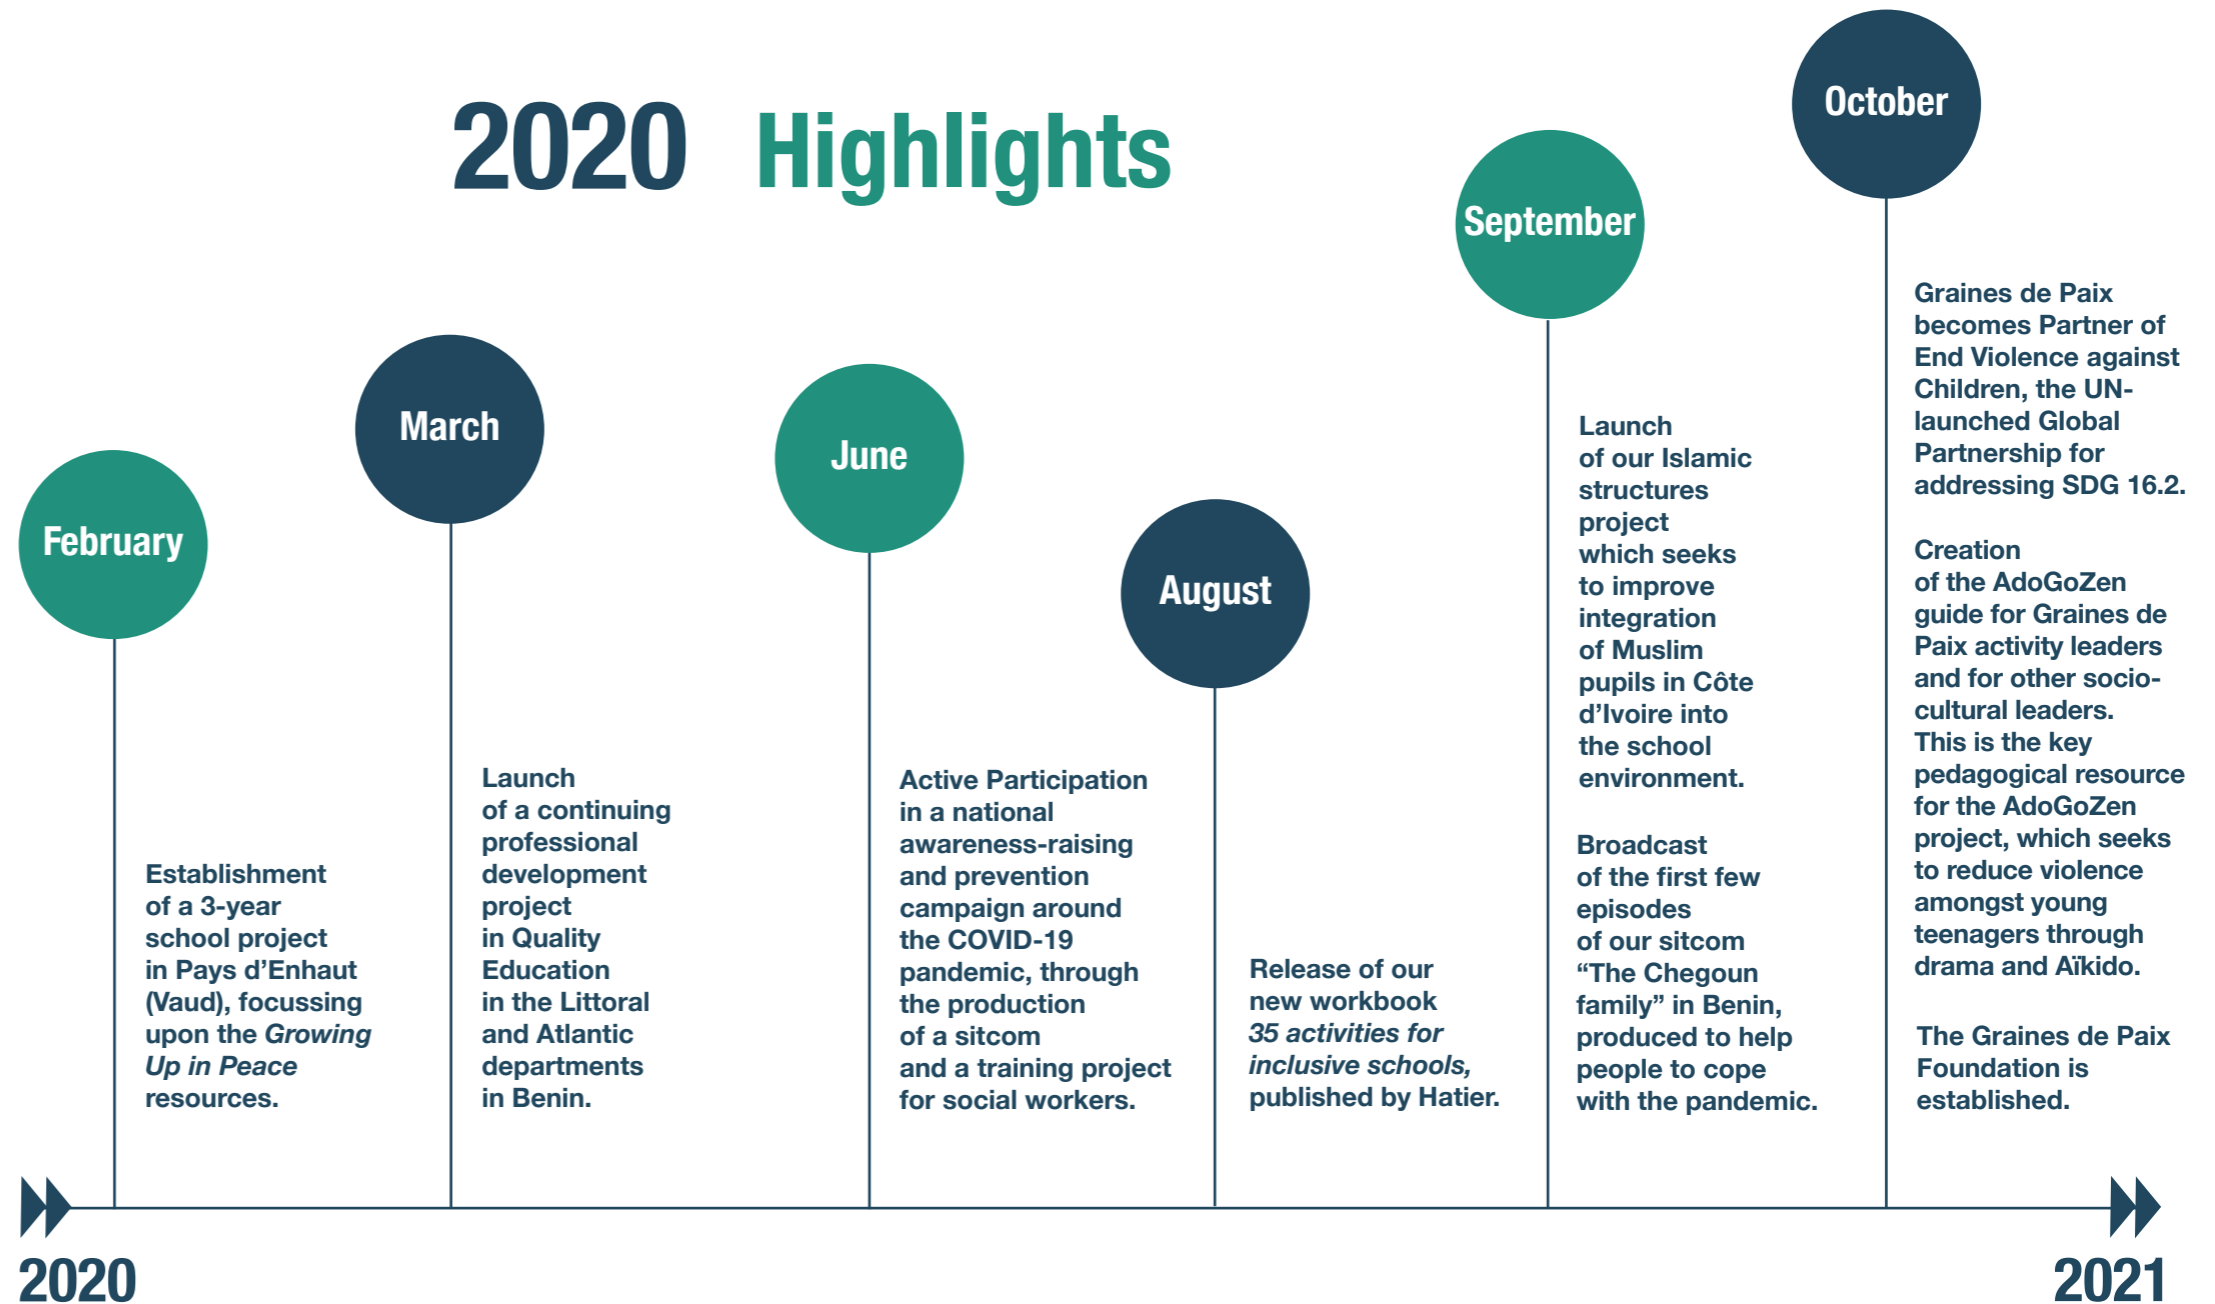 2020 Highlights
February
Establishment
of a 3-year
school project
in Pays d’Enhaut
(Vaud), focussing
upon the Growing
Up in Peace
resources.
March
Launch
of a continuing
professional
development
project
in Quality
Education
in the Littoral
and Atlantic
departments
in Benin.
June
Active Participation
in a national
awareness-raising
and prevention
campaign around
the COVID-19
pandemic, through
the production
of a sitcom
and a training project
for social workers.
August
Release of our
new workbook
35 activities for
inclusive schools,
published by Hatier.
September
Launch
of our Islamic
structures
project
which seeks
to improve
integration
of Muslim
pupils in Côte
d’Ivoire into
the school
environment.
Broadcast
of the first few
episodes
of our sitcom
“The Chegoun
family” in Benin,
produced to help
people to cope
with the pandemic.
October
Graines de Paix
becomes Partner of
End Violence against
Children, the UN-
launched Global
Partnership for
addressing SDG 16.2.
Creation
of the AdoGoZen
guide for Graines de
Paix activity leaders
and for other socio-
cultural leaders.
This is the key
pedagogical resource
for the AdoGoZen
project, which seeks
to reduce violence
amongst young
teenagers through
drama and Aïkido.
The Graines de Paix
Foundation is
established.
2020
2021